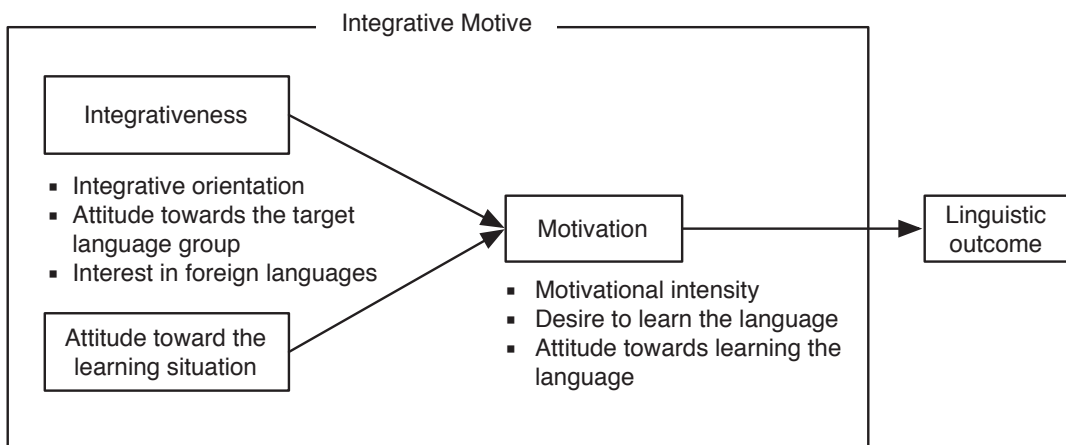 Integrative Motive
Integrativeness
▪ Integrative orientation
▪ Attitude towards the target
language group
▪ Interest in foreign languages
Attitude toward the
learning situation
Motivation
▪ Motivational intensity
▪ Desire to learn the language
▪ Attitude towards learning the
language
Linguistic
outcome